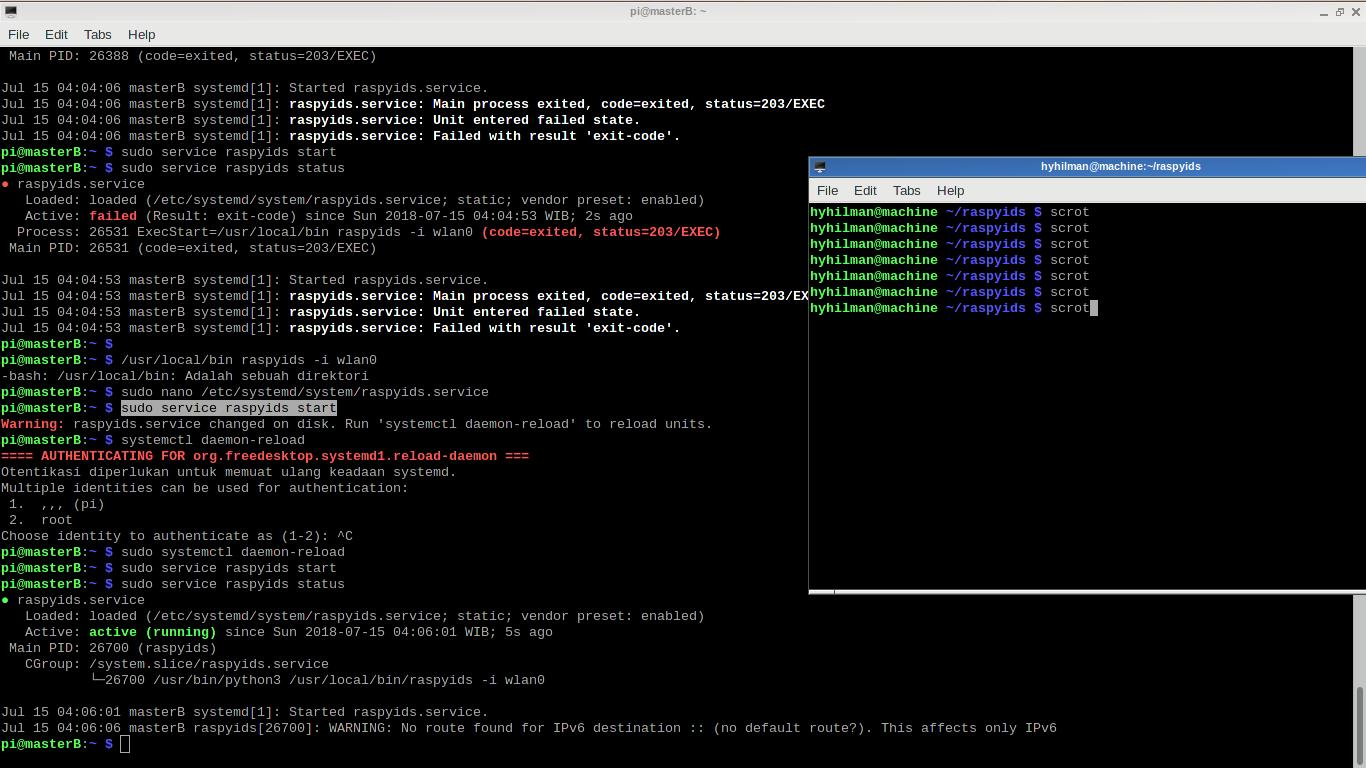 pi@masterB: ~
File Edit Tabs Help
Main PID: 26388 (code=exited, status=203/EXEC)
Jul 15 04:04:06 masterB systemd[1]: Started raspyids.service.
Jul 15 04:04:06 masterB systemd[1]: raspyids.service: Main process exited, code=exited, status=203/EXEC
Jul 15 04:04:06 masterB systemd[1]: raspyids.service: Unit entered failed state.
Jul 15 04:04:06 masterB systemd[1]: raspyids.service: Failed with result 'exit-code'.
pi@masterB:~ $ sudo service raspyids start
pi@masterB:~ $ sudo service raspyids status
● raspyids.service
Loaded: loaded (/etc/systemd/system/raspyids.service; static; vendor preset: enabled)
Active: failed (Result: exit-code) since Sun 2018-07-15 04:04:53 WIB; 2s ago
Process: 26531 ExecStart=/usr/local/bin raspyids -i wlan0 (code=exited, status=203/EXEC)
Main PID: 26531 (code=exited, status=203/EXEC)
Jul 15 04:04:53 masterB systemd[1]: Started raspyids.service.
Jul 15 04:04:53 masterB systemd[1]: raspyids.service: Main process exited, code=exited, status=203/EX
Jul 15 04:04:53 masterB systemd[1]: raspyids.service: Unit entered failed state.
Jul 15 04:04:53 masterB systemd[1]: raspyids.service: Failed with result 'exit-code'.
pi@masterB:~ $
pi@masterB:~ $ /usr/local/bin raspyids -i wlan0
-bash: /usr/local/bin: Adalah sebuah direktori
pi@masterB:~ $ sudo nano /etc/systemd/system/raspyids.service
pi@masterB:~ $ sudo service raspyids start
Warning: raspyids.service changed on disk. Run 'systemctl daemon-reload' to reload units.
pi@masterB:~ $ systemctl daemon-reload
==== AUTHENTICATING FOR org.freedesktop.systemd1.reload-daemon ===
Otentikasi diperlukan untuk memuat ulang keadaan systemd.
Multiple identities can be used for authentication:
1. ,,, (pi)
2. root
Choose identity to authenticate as (1-2): ^C
pi@masterB:~ $ sudo systemctl daemon-reload
pi@masterB:~ $ sudo service raspyids start
pi@masterB:~ $ sudo service raspyids status
● raspyids.service
Loaded: loaded (/etc/systemd/system/raspyids.service; static; vendor preset: enabled)
Active: active (running) since Sun 2018-07-15 04:06:01 WIB; 5s ago
Main PID: 26700 (raspyids)
CGroup: /system.slice/raspyids.service
└─26700 /usr/bin/python3 /usr/local/bin/raspyids -i wlan0
Jul 15 04:06:01 masterB systemd[1]: Started raspyids.service.
Jul 15 04:06:06 masterB raspyids[26700]: WARNING: No route found for IPv6 destination :: (no default route?). This affects only IPv6
pi@masterB:~ $
hyhilman@machine:~/raspyids
File Edit Tabs Help
hyhilman@machine ~/raspyids $ scrot
hyhilman@machine ~/raspyids $ scrot
hyhilman@machine ~/raspyids $ scrot
hyhilman@machine ~/raspyids $ scrot
hyhilman@machine ~/raspyids $ scrot
hyhilman@machine ~/raspyids $ scrot
hyhilman@machine ~/raspyids $ scrot